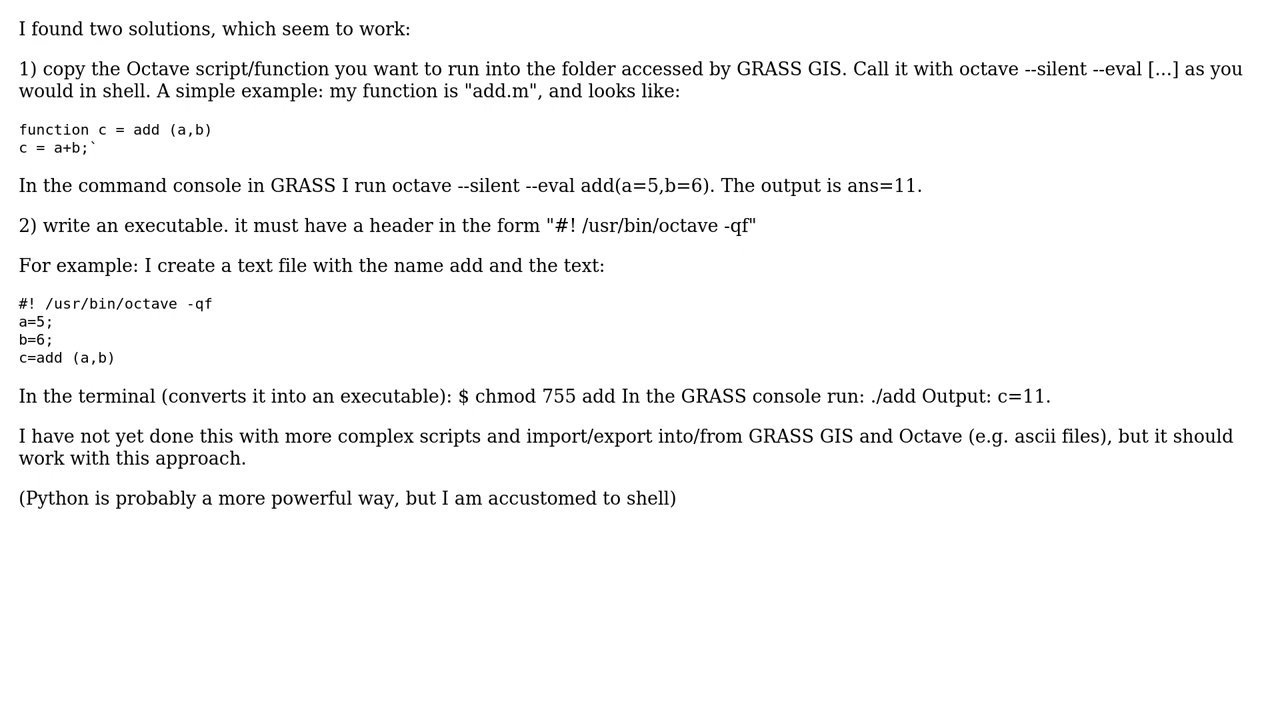 I found two solutions, which seem to work:
1) copy the Octave script/function you want to run into the folder accessed by GRASS GIS. Call it with octave --silent --eval [...] as you
would in shell. A simple example: my function is "add.m", and looks like:
function c = add (a,b)
c = a+b;`
In the command console in GRASS I run octave --silent --eval add(a=5,b=6). The output is ans=11.
2) write an executable. it must have a header in the form "#! /usr/bin/octave -qf"
For example: I create a text file with the name add and the text:
#! /usr/bin/octave -qf
a=5;
b=6;
c=add (a,b)
In the terminal (converts it into an executable): $ chmod 755 add In the GRASS console run: ./add Output: c=11.
I have not yet done this with more complex scripts and import/export into/from GRASS GIS and Octave (e.g. ascii files), but it should
work with this approach.
(Python is probably a more powerful way, but I am accustomed to shell)